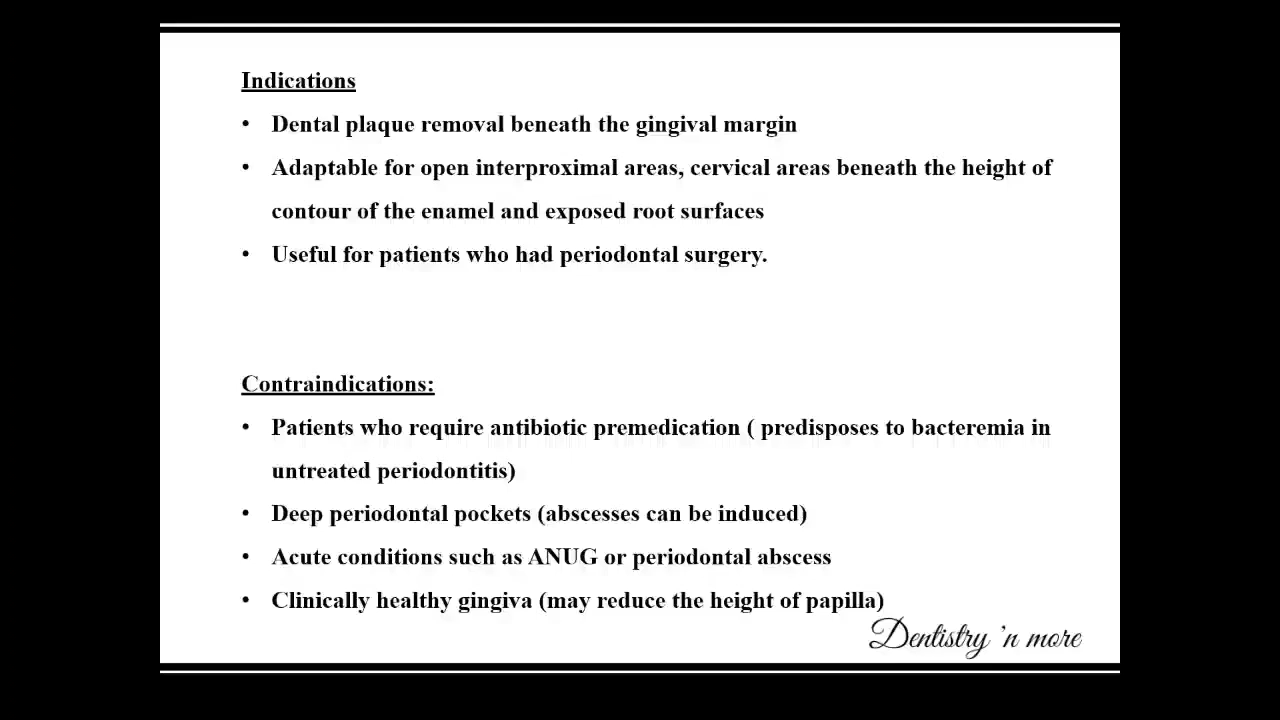 Indications
• Dental plaque removal beneath the gingival margin
• Adaptable for open interproximal areas, cervical areas beneath the height of
contour of the enamel and exposed root surfaces
• Useful for patients who had periodontal surgery.
Contraindications:
• Patients who require antibiotic premedication ( predisposes to bacteremia in
untreated periodontitis)
• Deep periodontal pockets (abscesses can be induced)
• Acute conditions such as ANUG or periodontal abscess
• Clinically healthy gingiva (may reduce the height of papilla)
Dentistry 'n more